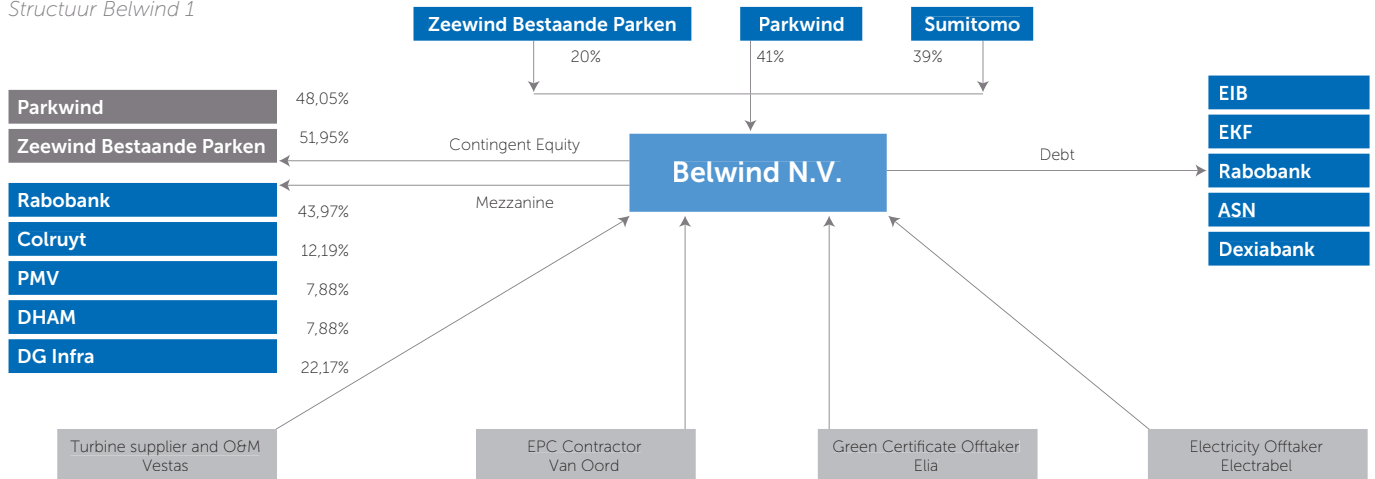 Structuur Belwind 1
Zeewind Bestaande Parken
Parkwind
Sumitomo
20%
41%
39%
Parkwind
48,05%
Zeewind Bestaande Parken
51,95%
Contingent Equity
Mezzanine
Belwind N.V.
Debt
EIB
EKF
Rabobank
ASN
Dexiabank
Rabobank
43,97%
Colruyt
12,19%
PMV
7,88%
DHAM
7,88%
DG Infra
22,17%
Turbine supplier and O&M
Vestas
EPC Contractor
Van Oord
Green Certificate Offtaker
Elia
Electricity Offtaker
Electrabel